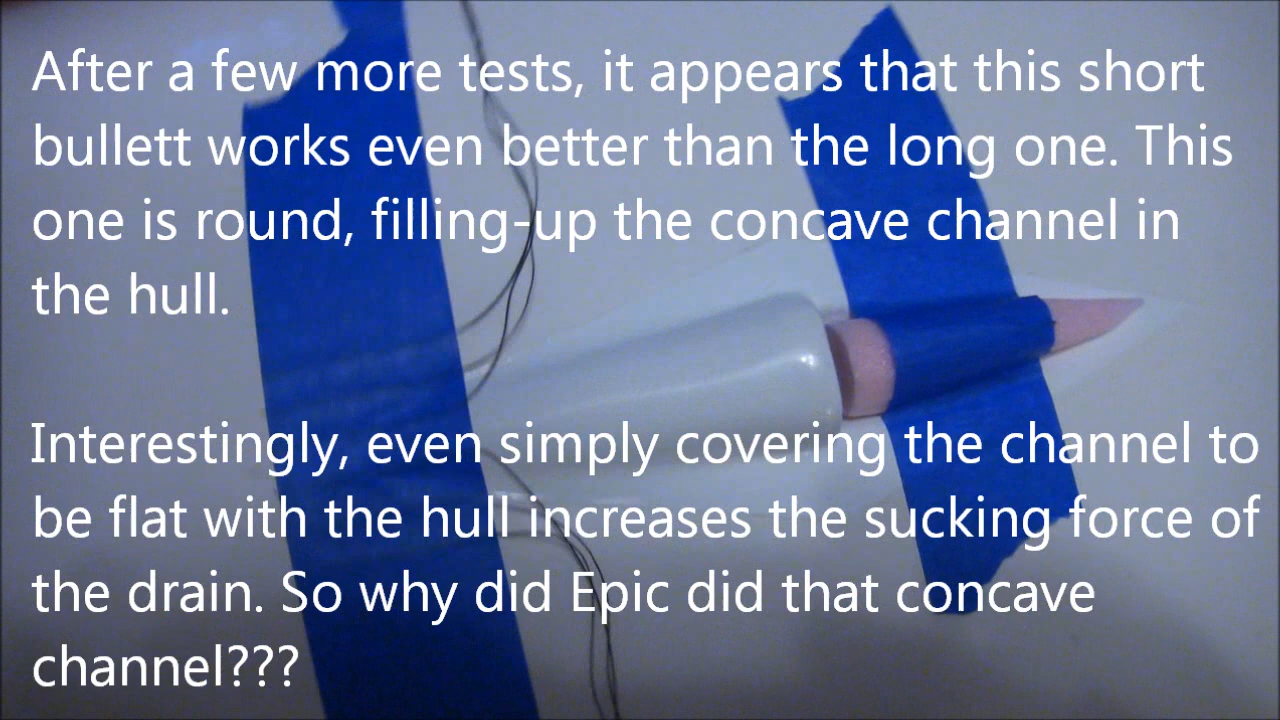 After a few more tests, it appears that this short
bullett works even better than the long one. This
one is round, filling-up the concave channel in
the hull.
Interestingly, even simply covering the channel to
be flat with the hull increases the sucking force of
the drain. So why did Epic did that concave
channel???